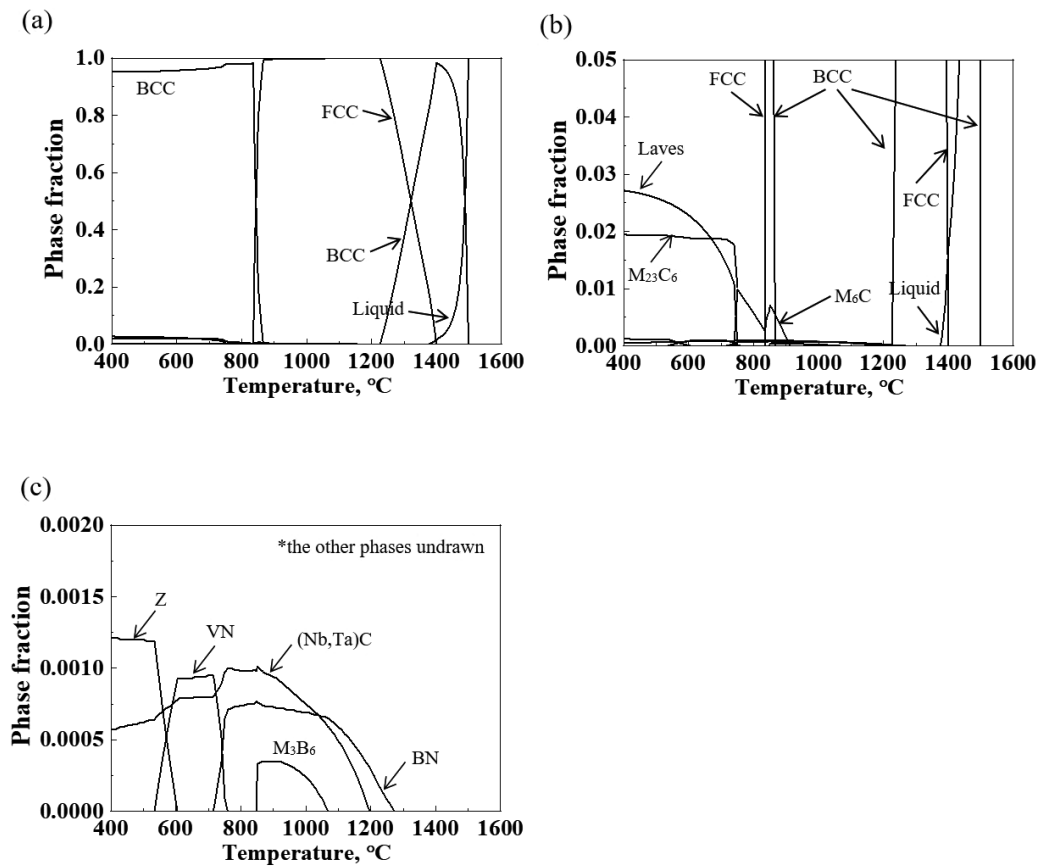 (a)
1.0
0.8
0.6
0.4
0.2
0.0
Phase fraction
BCC
FCC
BCC
Liquid
400 600 800 1000 1200 1400 1600
Temperature, °C
(b)
0.05
0.04
0.03
0.02
0.01
0.00
Phase fraction
FCC
BCC
Laves
M₂₃C₆
M₆C
FCC
Liquid
400 600 800 1000 1200 1400 1600
Temperature, °C
(c)
0.0020
0.0015
0.0010
0.0005
0.0000
Phase fraction
*the other phases undrawn
Z
VN
(Nb,Ta)C
M₃B₆
BN
400 600 800 1000 1200 1400 1600
Temperature, °C